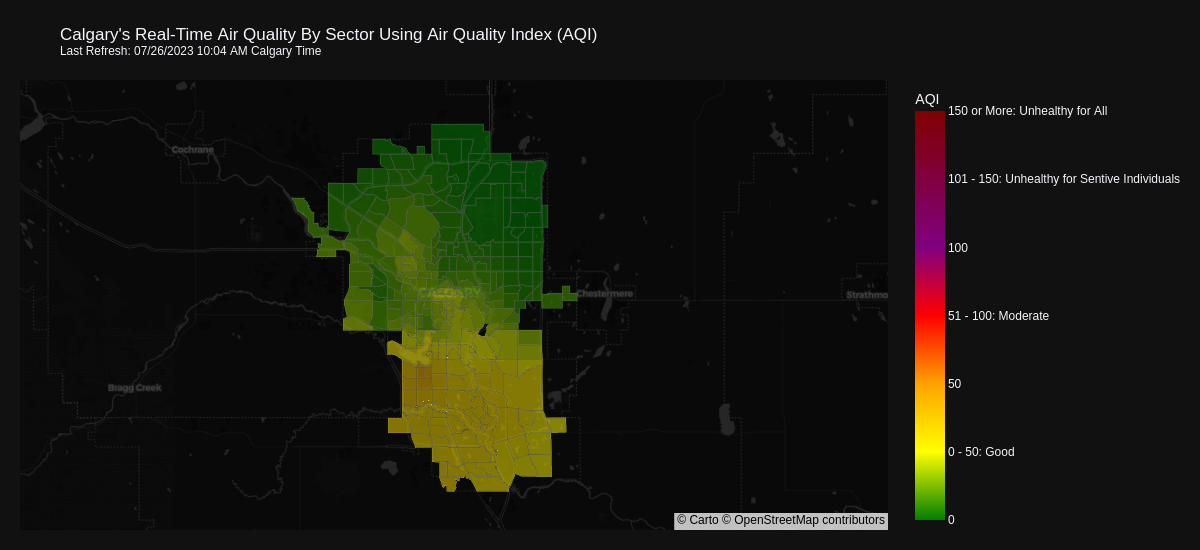 Calgary's Real-Time Air Quality By Sector Using Air Quality Index (AQI)
Last Refresh: 07/26/2023 10:04 AM Calgary Time
AQI
150 or More: Unhealthy for All
Cochrane
101 - 150: Unhealthy for Sentive Individuals
100
CALGARY
Chestermere
Strathmo
51 - 100: Moderate
50
Bragg Creek
0 - 50: Good
0
© Carto © OpenStreetMap contributors